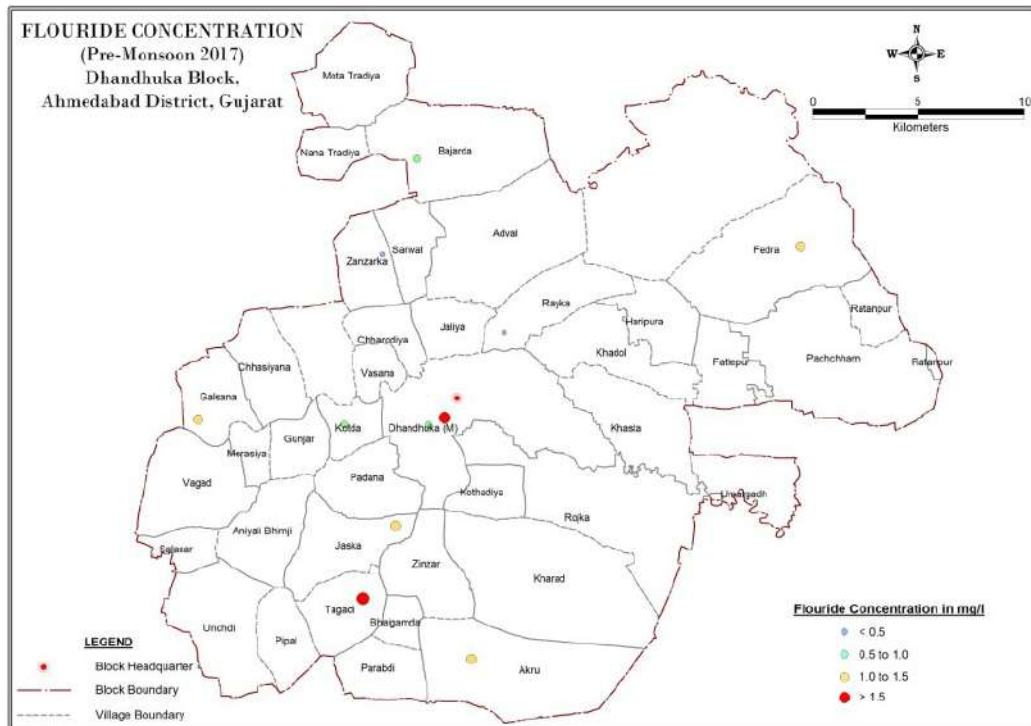 FLOURIDE CONCENTRATION
(Pre-Monsoon 2017)
Dhandhuka Block.
Ahmedabad District, Gujarat
N
W E
S
0 5 10
Kilometers
Mota Tradiya
Nana Tradiya
Bajarda
Adval
Sarval
Zanzarka
Fedra
Rayka
Haripura
Ratanpur
Jaliya
Chharodiya
Khadol
Fatepur
Pachchham
Ratanpur
Vasana
Chhasiyana
Galsana
Khasta
Kotda
Dhandhuka (M)
Gunjar
Merasiya
Vagad
Padana
Kothadiya
Umargadh
Rojka
Aniyali Bhimji
Jaska
Salasar
Zinzar
Kharad
Tagadi
Bhalgamda
Unchdi
Pipal
Parabdi
Akru
LEGEND
Block Headquarter
Block Boundary
Village Boundary
Flouride Concentration in mg/l
< 0.5
0.5 to 1.0
1.0 to 1.5
> 1.5